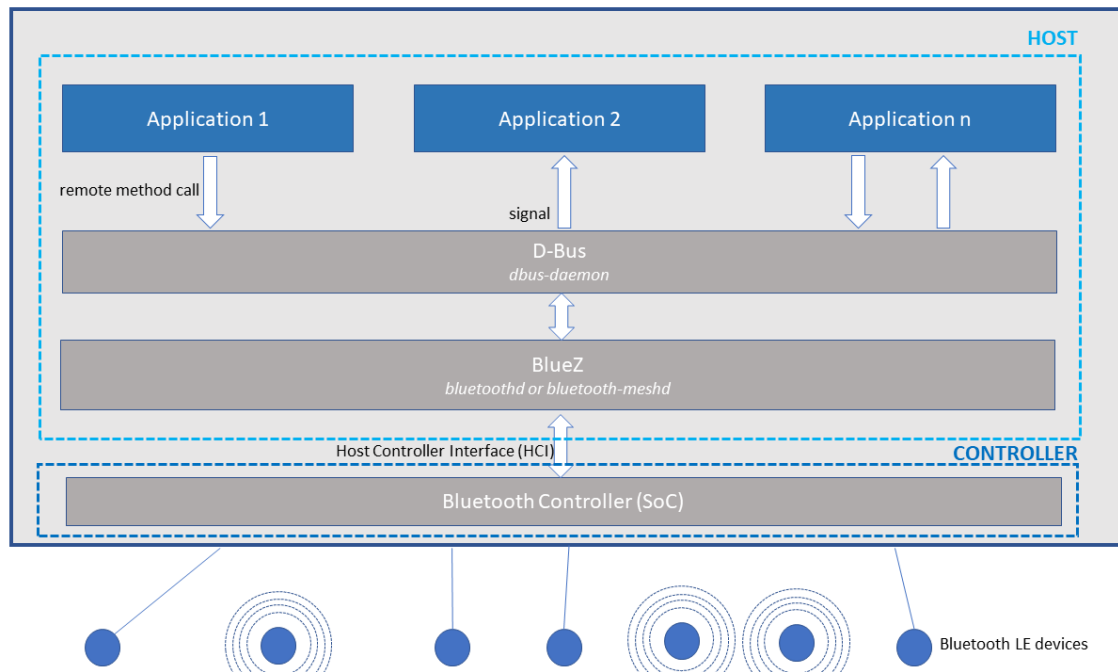 HOST
Application 1
Application 2
Application n
remote method call
signal
D-Bus
dbus-daemon
BlueZ
bluetoothd or bluetooth-meshd
Host Controller Interface (HCI)
CONTROLLER
Bluetooth Controller (SoC)
Bluetooth LE devices